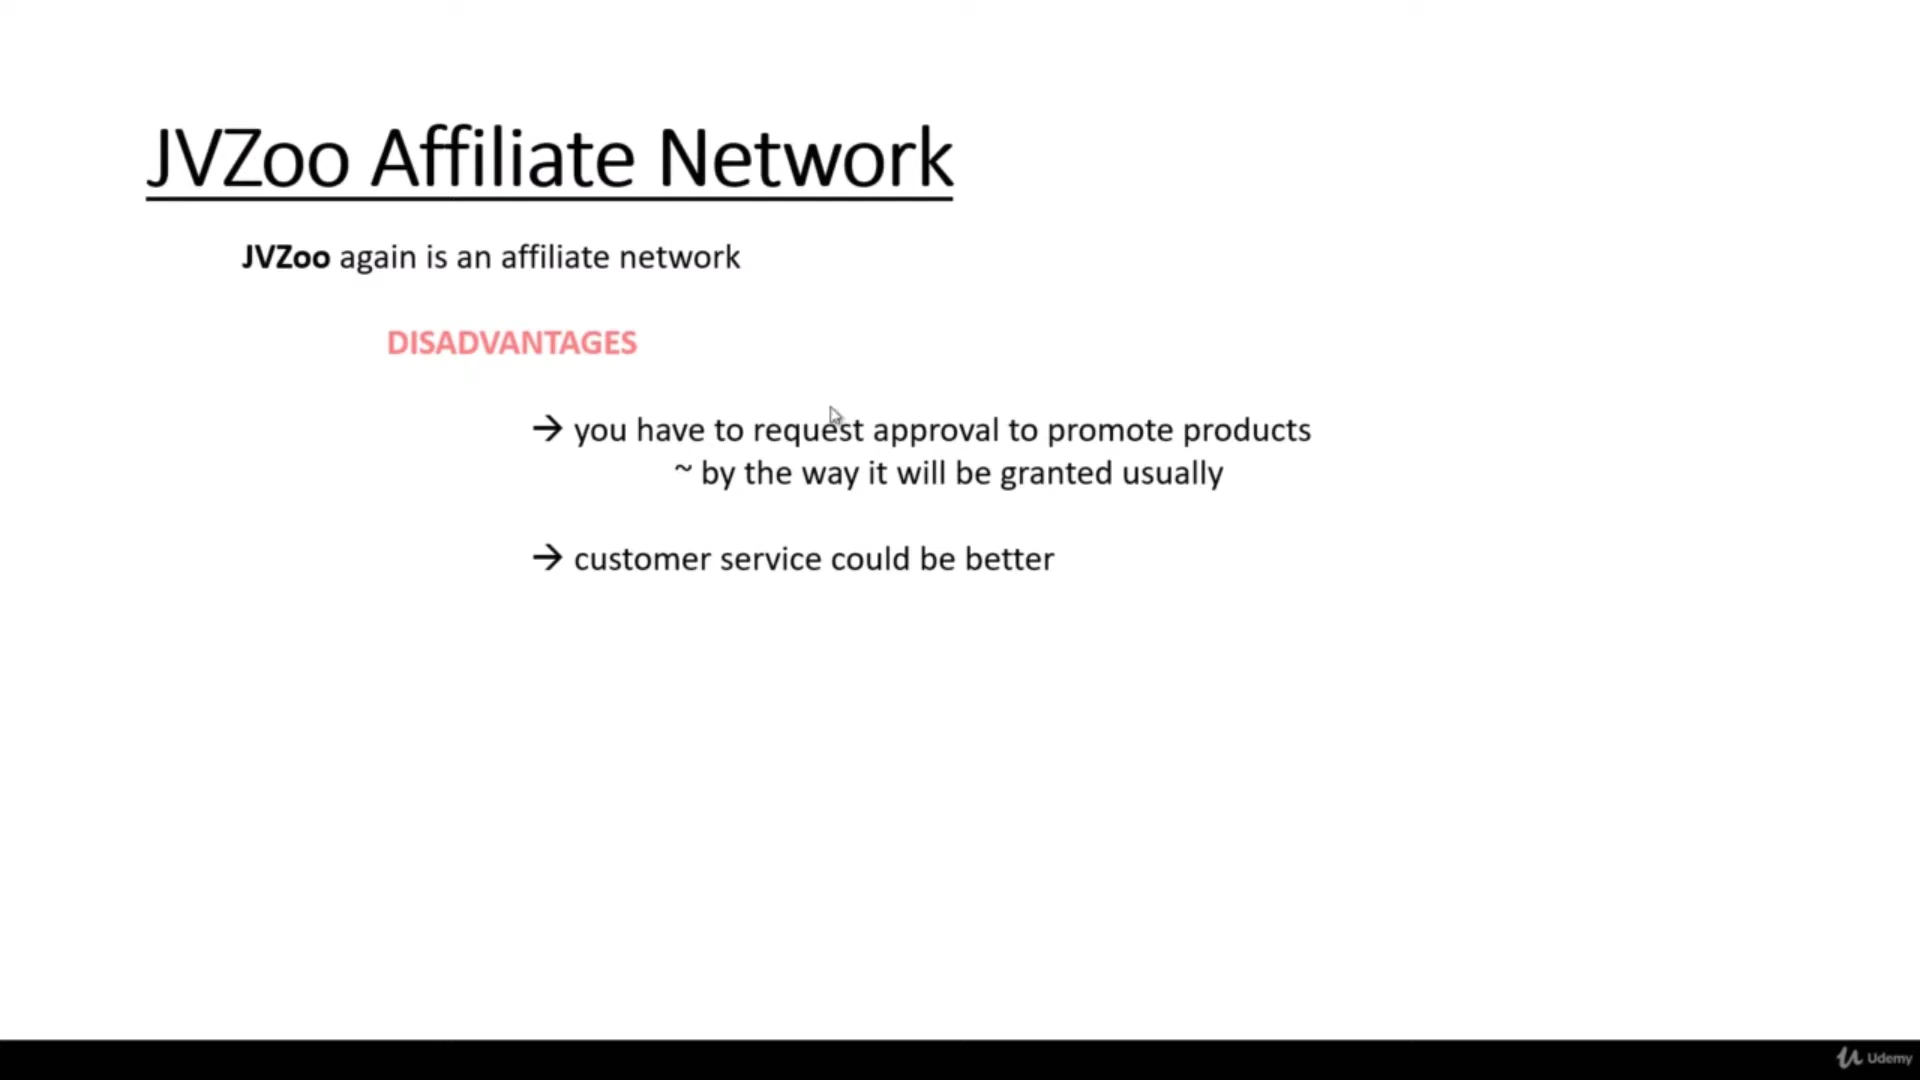 JVZoo Affiliate Network
JVZoo again is an affiliate network
DISADVANTAGES
→ you have to request approval to promote products
~ by the way it will be granted usually
→ customer service could be better
Udemy